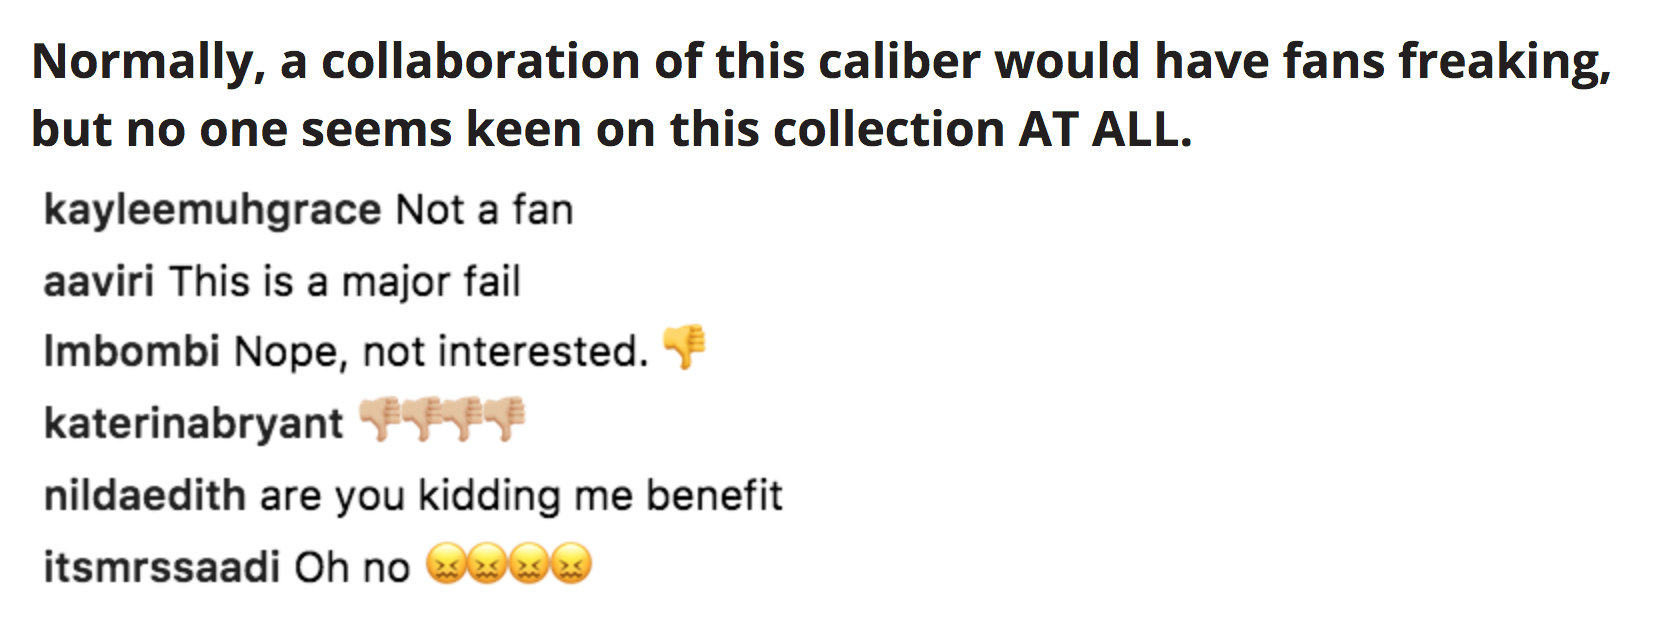 Normally, a collaboration of this caliber would have fans freaking,
but no one seems keen on this collection AT ALL.
kayleemuhgrace Not a fan
aaviri This is a major fail
lmbombi Nope, not interested. 👎
katerinabryant 👎🏼👎🏼👎🏼👎🏼
nildaedith are you kidding me benefit
itsmrssaadi Oh no 😖😖😖😖